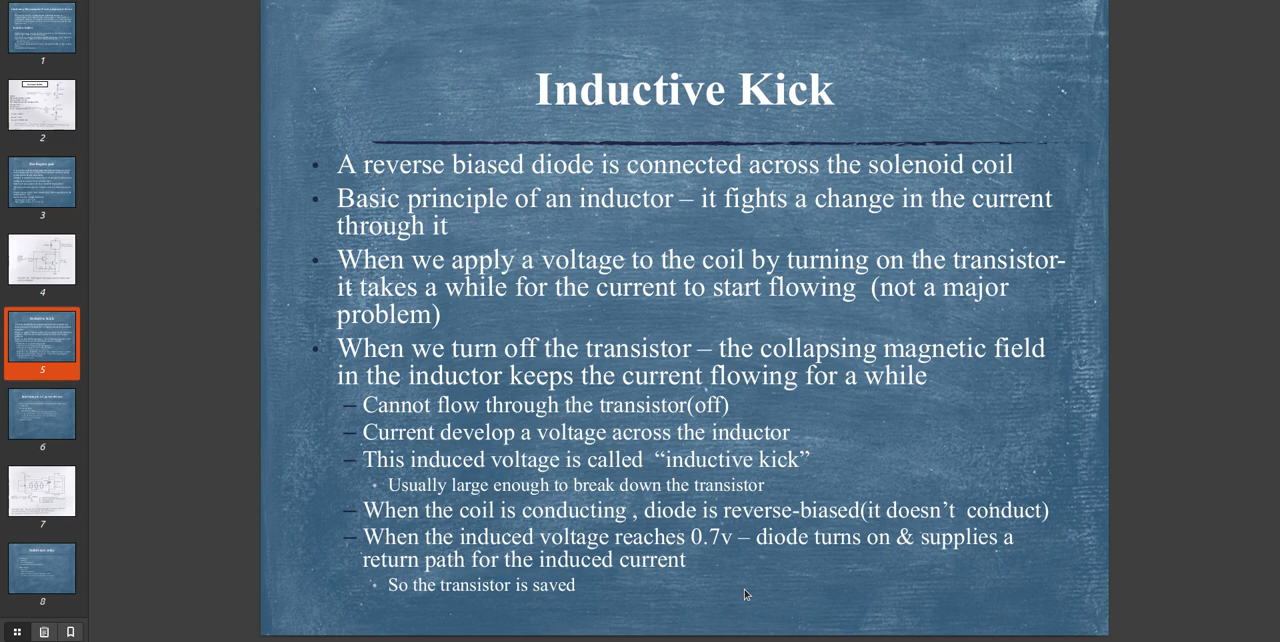 Inductive Kick
• A reverse biased diode is connected across the solenoid coil
• Basic principle of an inductor – it fights a change in the current
through it
• When we apply a voltage to the coil by turning on the transistor-
it takes a while for the current to start flowing  (not a major
problem)
• When we turn off the transistor – the collapsing magnetic field
in the inductor keeps the current flowing for a while
– Cannot flow through the transistor(off)
– Current develop a voltage across the inductor
– This induced voltage is called  “inductive kick”
• Usually large enough to break down the transistor
– When the coil is conducting , diode is reverse-biased(it doesn’t  conduct)
– When the induced voltage reaches 0.7v – diode turns on & supplies a
return path for the induced current
• So the transistor is saved
1
2
3
4
5
6
7
8